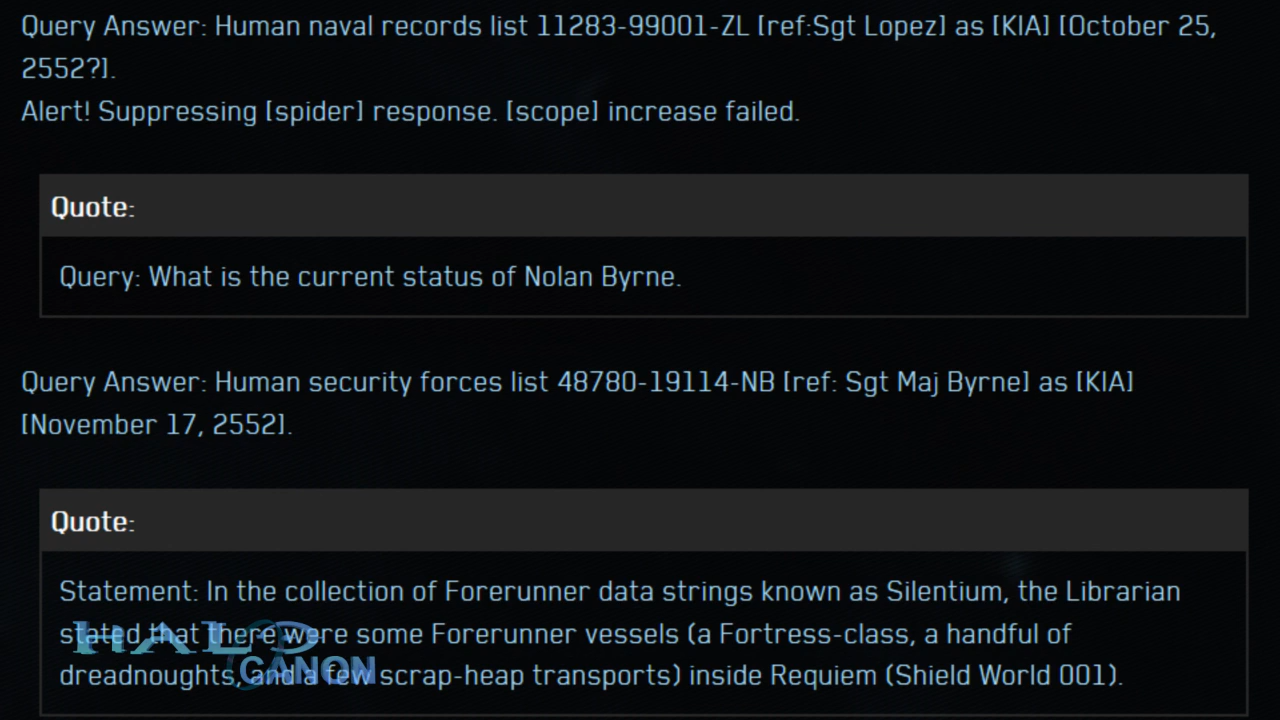 Query Answer: Human naval records list 11283-99001-ZL [ref:Sgt Lopez] as [KIA] [October 25,
2552?].
Alert! Suppressing [spider] response. [scope] increase failed.
Quote:
Query: What is the current status of Nolan Byrne.
Query Answer: Human security forces list 48780-19114-NB [ref: Sgt Maj Byrne] as [KIA]
[November 17, 2552].
Quote:
Statement: In the collection of Forerunner data strings known as Silentium, the Librarian
stated that there were some Forerunner vessels (a Fortress-class, a handful of
dreadnoughts, and a few scrap-heap transports) inside Requiem (Shield World 001).
HALO
CANON